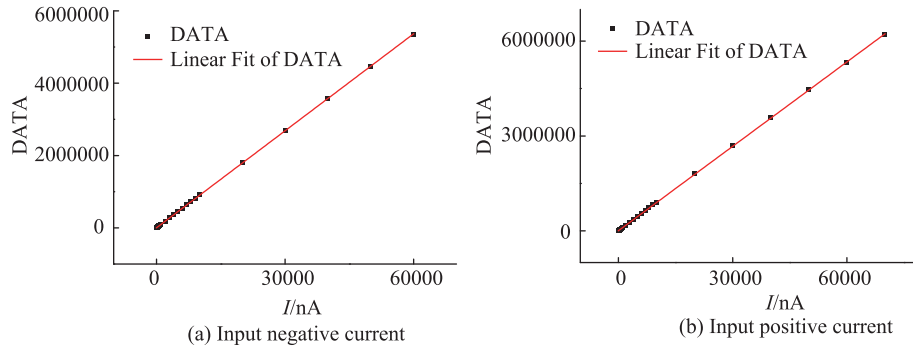 6000000
DATA
Linear Fit of DATA
4000000
DATA
2000000
0
0
30000
60000
I/nA
(a) Input negative current
6000000
DATA
Linear Fit of DATA
DATA
3000000
0
0
30000
60000
I/nA
(b) Input positive current